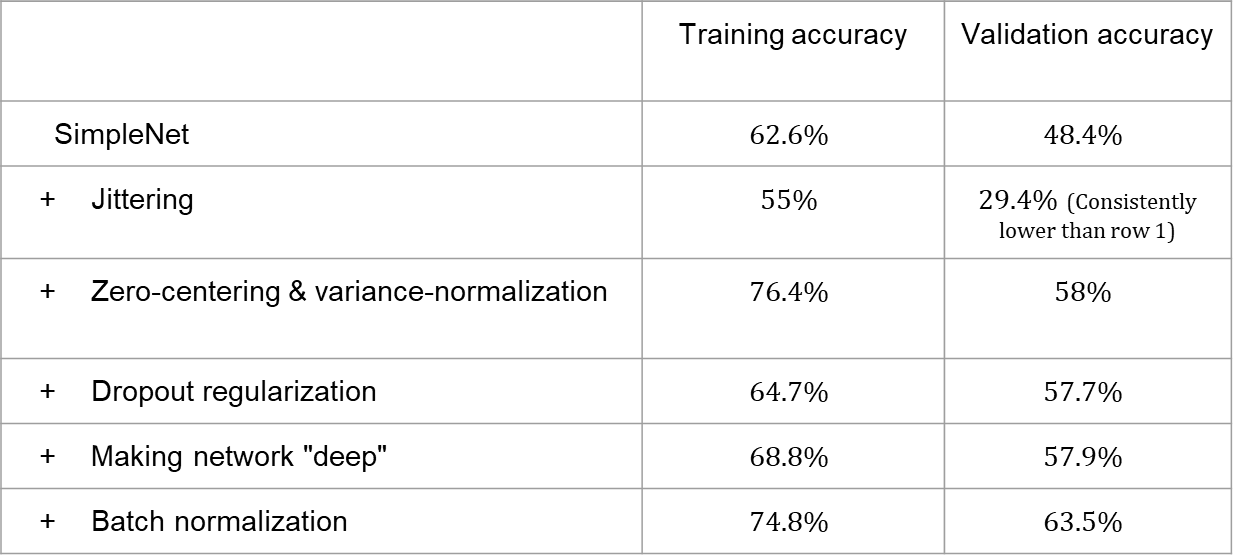 Training accuracy Validation accuracy
SimpleNet 62.6% 48.4%
+ Jittering 55% 29.4% (Consistently
lower than row 1)
+ Zero-centering & variance-normalization 76.4% 58%
+ Dropout regularization 64.7% 57.7%
+ Making network "deep" 68.8% 57.9%
+ Batch normalization 74.8% 63.5%